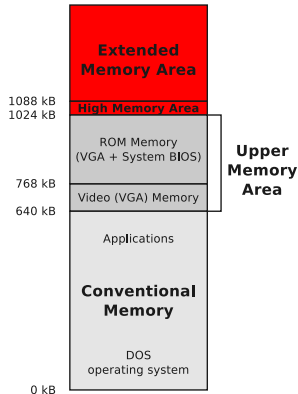 Extended
Memory Area
1088 kB
High Memory Area
1024 kB
ROM Memory
(VGA + System BIOS)
Upper
Memory
Area
768 kB
Video (VGA) Memory
640 kB
Applications
Conventional
Memory
DOS
operating system
0 kB